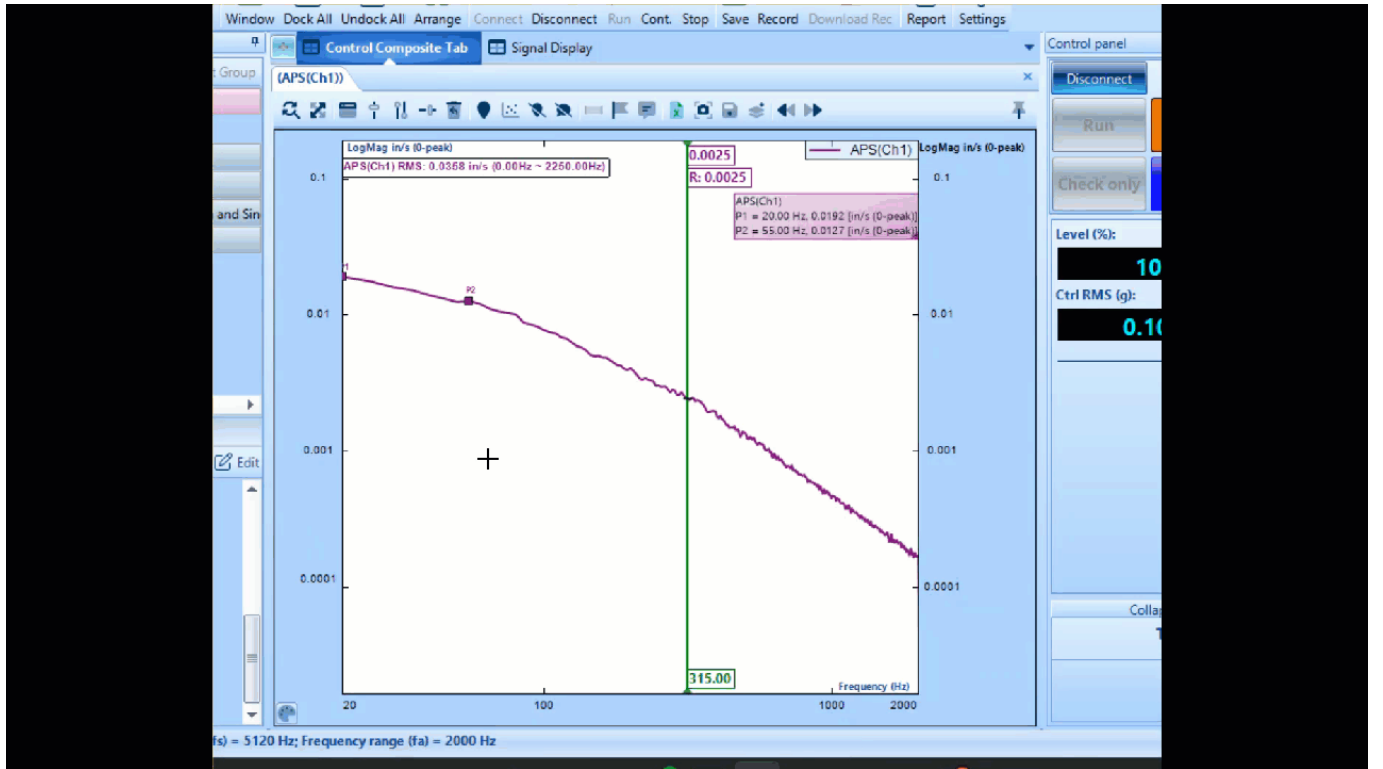 Window Dock All Undock All Arrange Connect Disconnect Run Cont. Stop Save Record Download Rec Report Settings
Group
and Sin
Edit
Control Composite Tab
Signal Display
(APS(Ch1))
LogMag in/s (0-peak)
APS(Ch1) RMS: 0.0358 in/s (0.00Hz ~ 2250.00Hz)
0.0025
R: 0.0025
APS(Ch1)
LogMag in/s (0-peak)
APS(Ch1)
P1 = 20.00 Hz, 0.0192 [in/s (0-peak)]
P2 = 55.00 Hz, 0.0127 [in/s (0-peak)]
0.1
0.01
0.001
0.0001
0.1
0.01
0.001
0.0001
P2
315.00
Frequency (Hz)
20
100
1000
2000
Control panel
Disconnect
Run
Check only
Level (%):
10
Ctrl RMS (g):
0.10
Colla
fs) = 5120 Hz; Frequency range (fa) = 2000 Hz